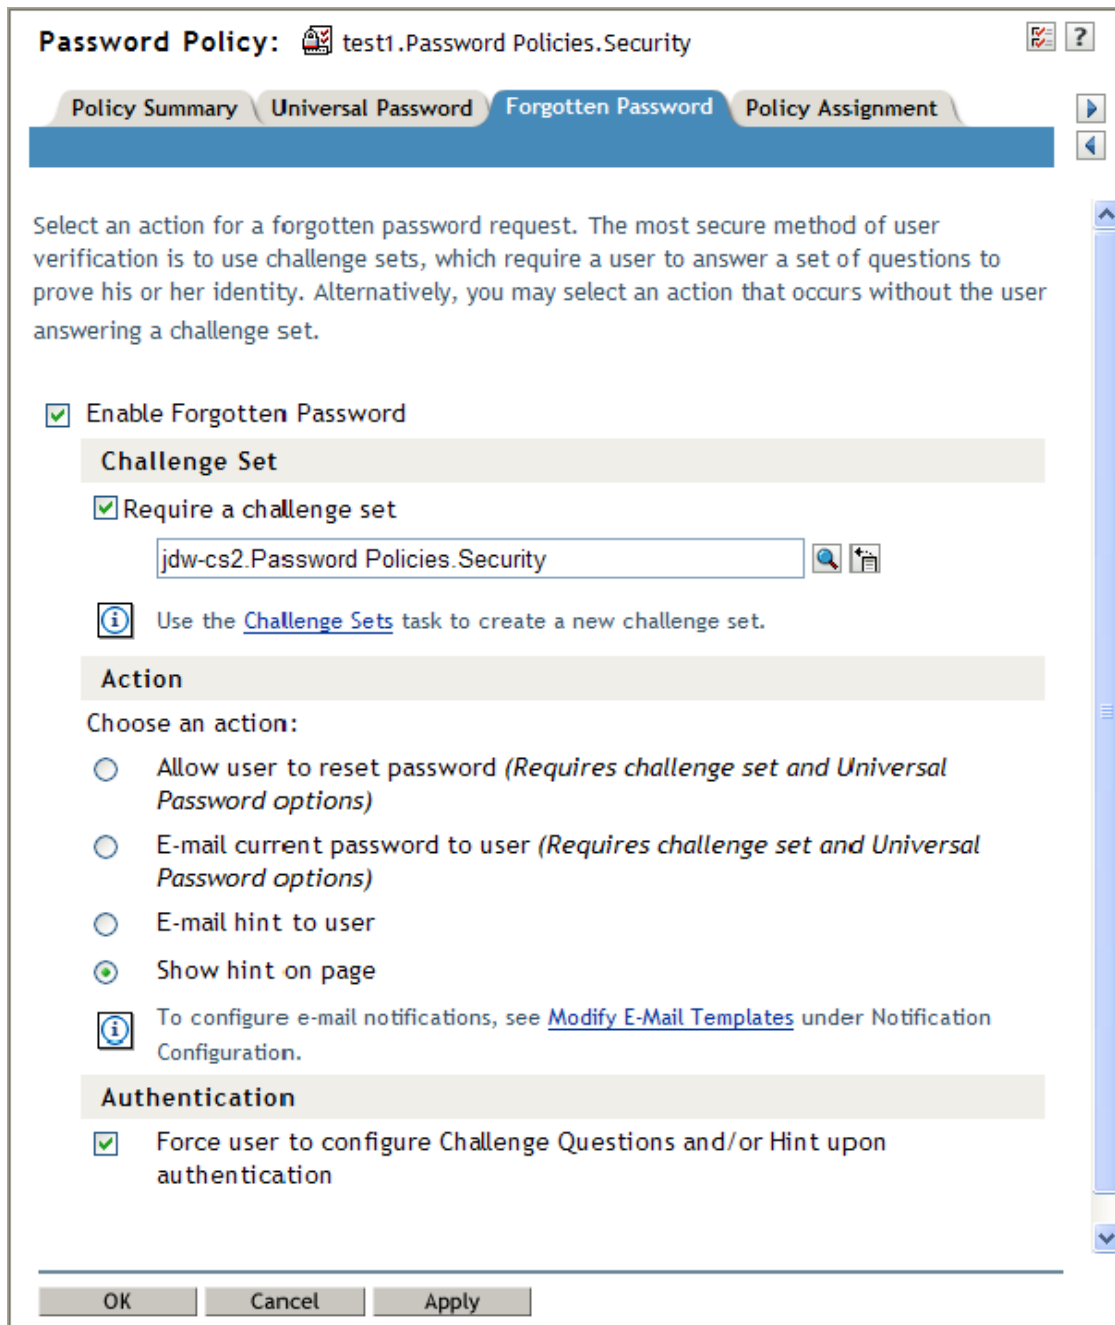 Password Policy: test1.Password Policies.Security
?
Policy Summary Universal Password Forgotten Password Policy Assignment
Select an action for a forgotten password request. The most secure method of user
verification is to use challenge sets, which require a user to answer a set of questions to
prove his or her identity. Alternatively, you may select an action that occurs without the user
answering a challenge set.
Enable Forgotten Password
Challenge Set
Require a challenge set
jdw-cs2.Password Policies.Security
Use the Challenge Sets task to create a new challenge set.
Action
Choose an action:
Allow user to reset password (Requires challenge set and Universal
Password options)
E-mail current password to user (Requires challenge set and Universal
Password options)
E-mail hint to user
Show hint on page
To configure e-mail notifications, see Modify E-Mail Templates under Notification
Configuration.
Authentication
Force user to configure Challenge Questions and/or Hint upon
authentication
OK Cancel Apply